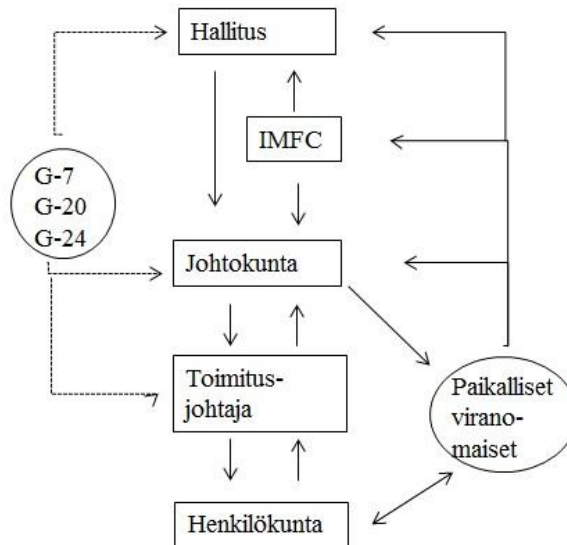 Hallitus
IMFC
G-7
G-20
G-24
Johtokunta
Toimitus-
johtaja
Paikalliset
virano-
maiset
Henkilökunta